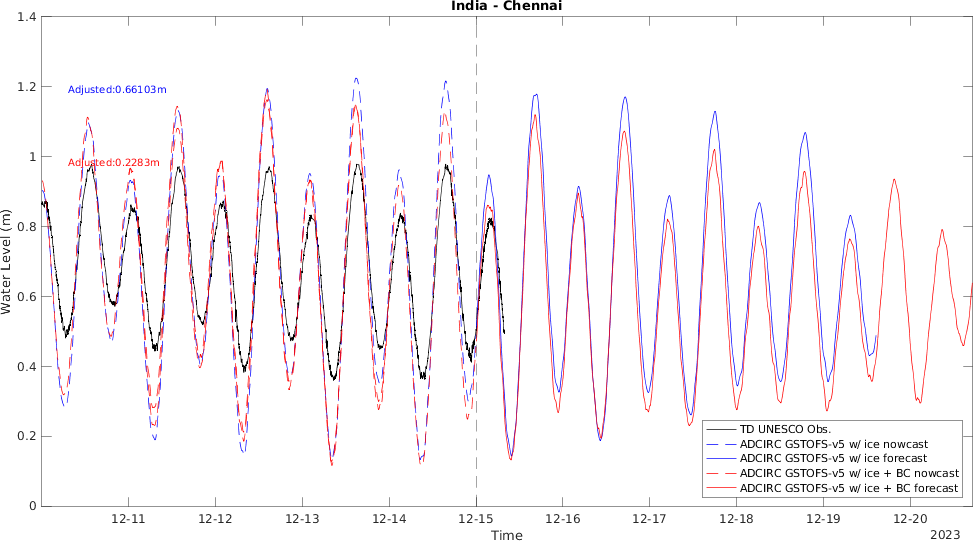 India - Chennai
1.4
1.2
1
0.8
0.6
0.4
0.2
0
Water Level (m)
Adjusted:0.66103m
Adjusted:0.2283m
TD UNESCO Obs.
ADCIRC GSTOFS-v5 w/ ice nowcast
ADCIRC GSTOFS-v5 w/ ice forecast
ADCIRC GSTOFS-v5 w/ ice + BC nowcast
ADCIRC GSTOFS-v5 w/ ice + BC forecast
12-11 12-12 12-13 12-14 12-15 12-16 12-17 12-18 12-19 12-20
Time
2023